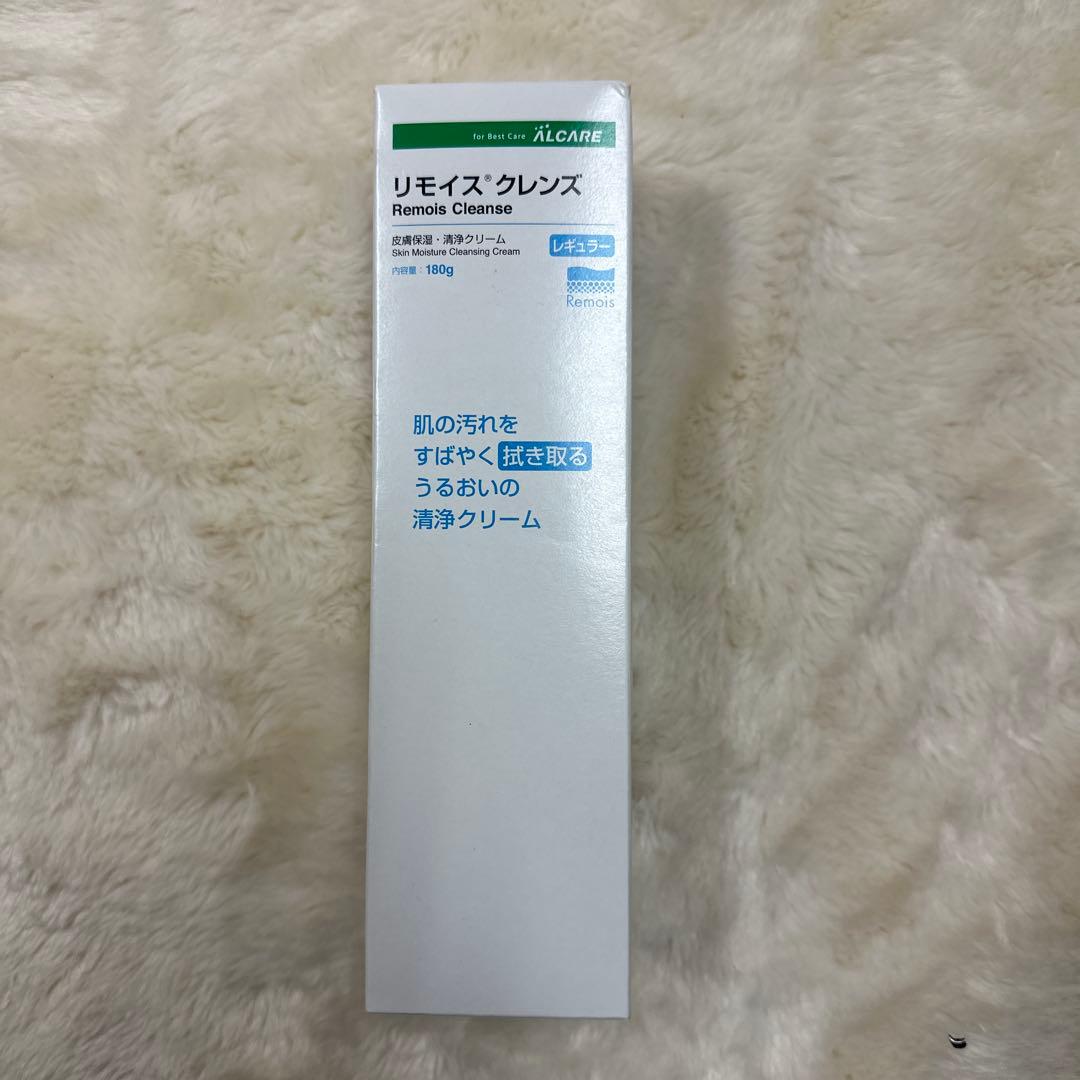 for Best Care ALCARE
リモイス®クレンズ
Remois Cleanse
皮膚保湿・清浄クリーム
Skin Moisture Cleansing Cream
レギュラー
内容量：180g
Remois
肌の汚れを
すばやく拭き取る
うるおいの
清浄クリーム